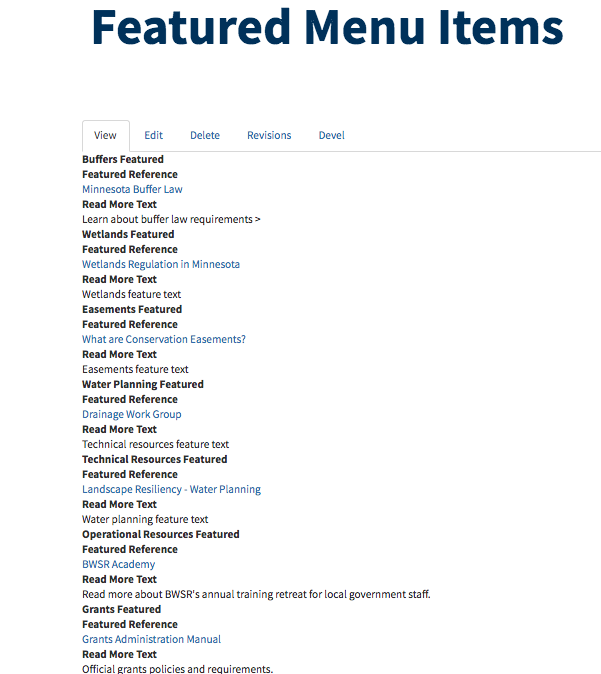 Featured Menu Items
View Edit Delete Revisions Devel
Buffers Featured
Featured Reference
Minnesota Buffer Law
Read More Text
Learn about buffer law requirements >
Wetlands Featured
Featured Reference
Wetlands Regulation in Minnesota
Read More Text
Wetlands feature text
Easements Featured
Featured Reference
What are Conservation Easements?
Read More Text
Easements feature text
Water Planning Featured
Featured Reference
Drainage Work Group
Read More Text
Technical resources feature text
Technical Resources Featured
Featured Reference
Landscape Resiliency - Water Planning
Read More Text
Water planning feature text
Operational Resources Featured
Featured Reference
BWSR Academy
Read More Text
Read more about BWSR's annual training retreat for local government staff.
Grants Featured
Featured Reference
Grants Administration Manual
Read More Text
Official grants policies and requirements.